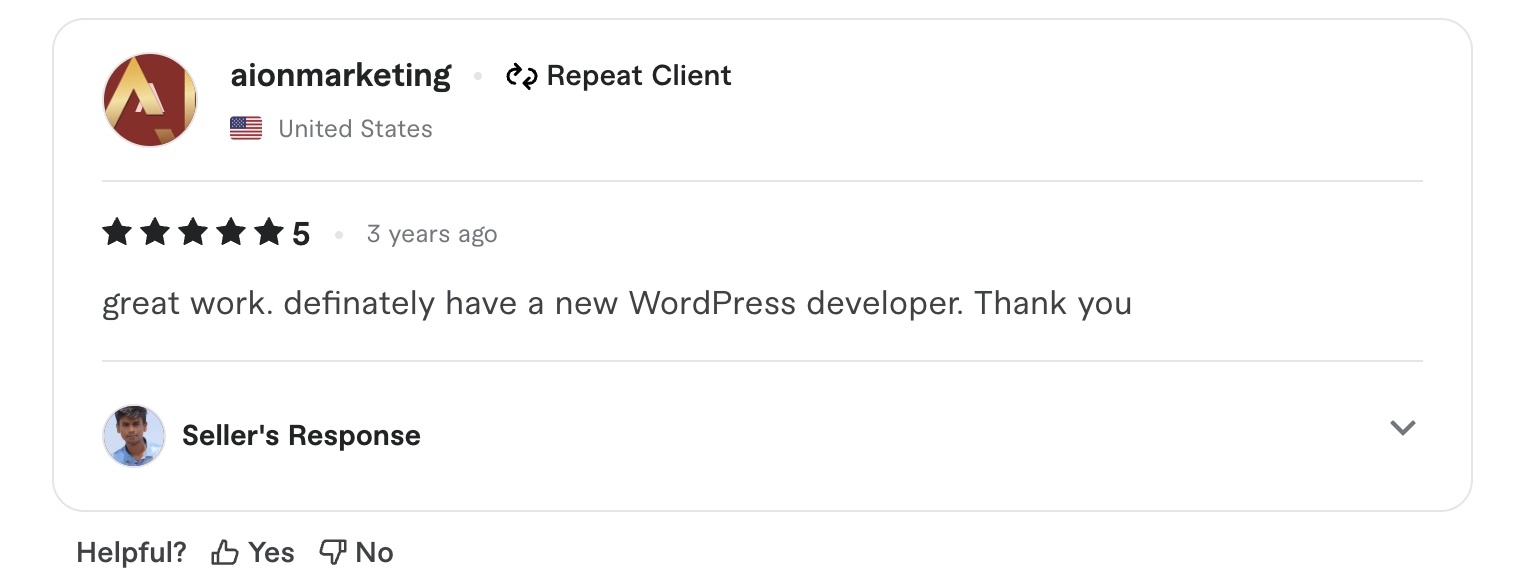 aionmarketing • Repeat Client
United States
5 • 3 years ago
great work. definately have a new WordPress developer. Thank you
Seller's Response
Helpful? Yes No